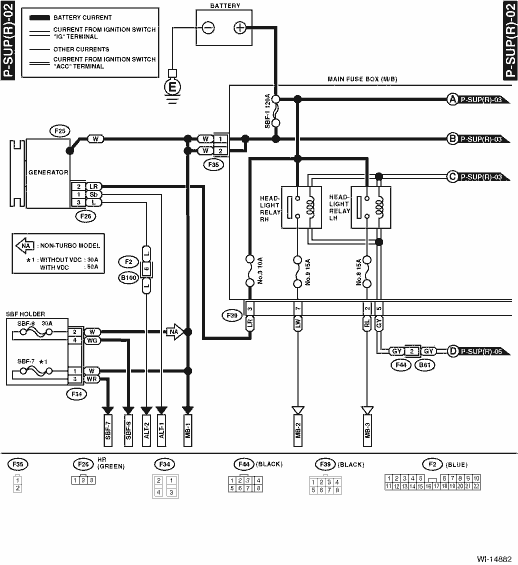 P-SUP(R)-02
P-SUP(R)-02
BATTERY CURRENT
CURRENT FROM IGNITION SWITCH
"IG" TERMINAL
OTHER CURRENTS
CURRENT FROM IGNITION SWITCH
"ACC" TERMINAL
BATTERY
E
MAIN FUSE BOX (M/B)
SBF-1 120A
A P-SUP(R)-03
B P-SUP(R)-03
C P-SUP(R)-03
F25
W
W 1
W 2
F35
GENERATOR
2 LR
1 Sb
3 L
F26
HEAD-
LIGHT
RELAY
RH
HEAD-
LIGHT
RELAY
LH
NA : NON-TURBO MODEL
★1 : WITHOUT VDC : 30A
WITH VDC : 50A
L
F2
6
B100
L
No.3 10A
No.9 15A
No.8 15A
F39
3 7 2 5
LR LW RL GY
SBF HOLDER
SBF-6 30A
2 W
4 WG
NA
SBF-7 ★1
1 W
3 WR
F34
GY 2 GY
D P-SUP(R)-05
F44 B61
SBF-7
SBF-6
ALT-2
ALT-1
MB-1
MB-2
MB-3
F35
1
2
F26 HR
(GREEN)
1 2 3
F34
2 1
4 3
F44 (BLACK)
1 2 3 4
5 6 7 8
F39 (BLACK)
1 2 3 4
5 6 7 8
F2 (BLUE)
1 2 3 4 5 6 7 8 9 10
11 12 13 14 15 16 17 18 19 20 21 22
WI-14882